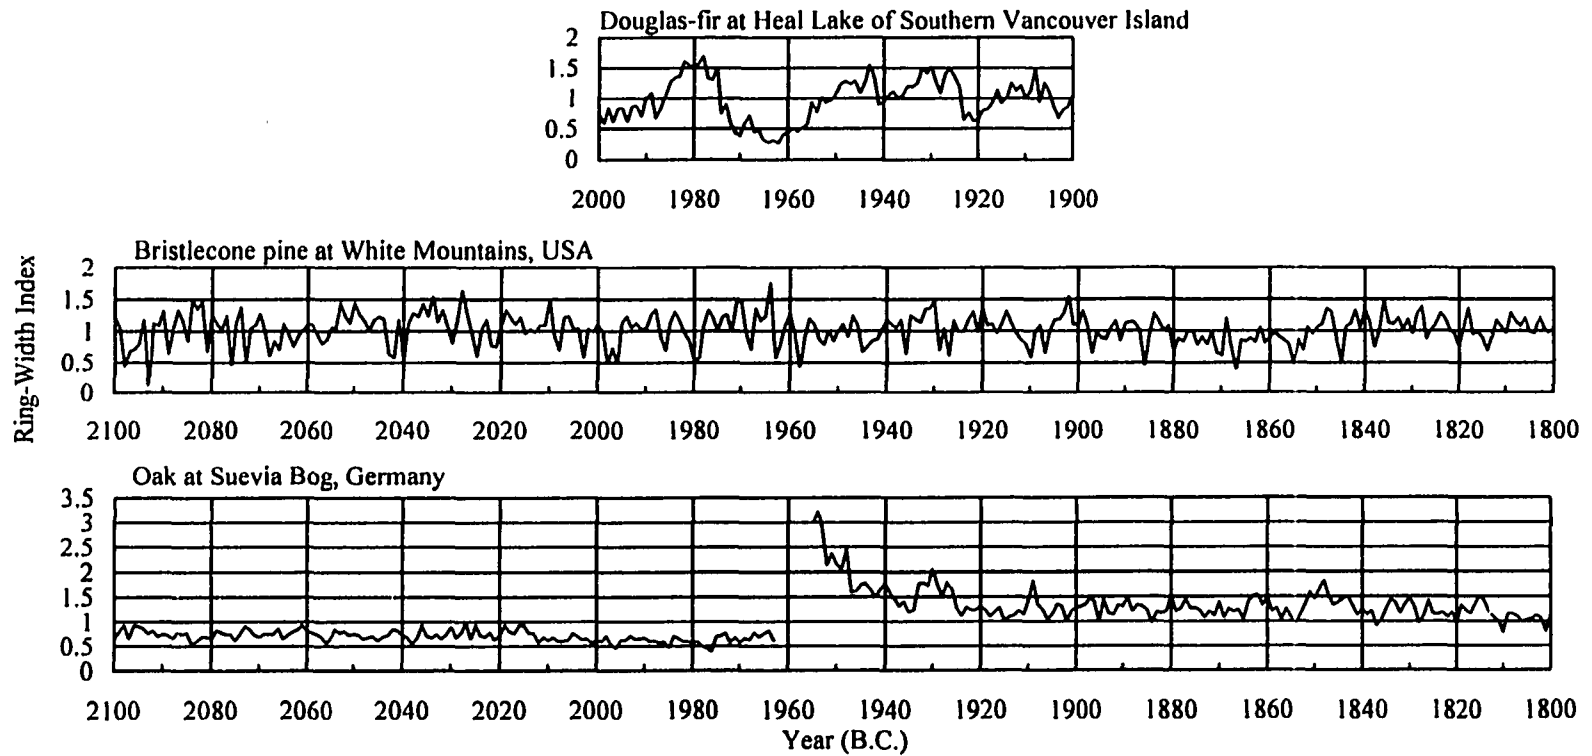 Douglas-fir at Heal Lake of Southern Vancouver Island
2
1.5
1
0.5
0
2000 1980 1960 1940 1920 1900
Ring-Width Index
Bristlecone pine at White Mountains, USA
2
1.5
1
0.5
0
2100 2080 2060 2040 2020 2000 1980 1960 1940 1920 1900 1880 1860 1840 1820 1800
Oak at Suevia Bog, Germany
3.5
3
2.5
2
1.5
1
0.5
0
2100 2080 2060 2040 2020 2000 1980 1960 1940 1920 1900 1880 1860 1840 1820 1800
Year (B.C.)